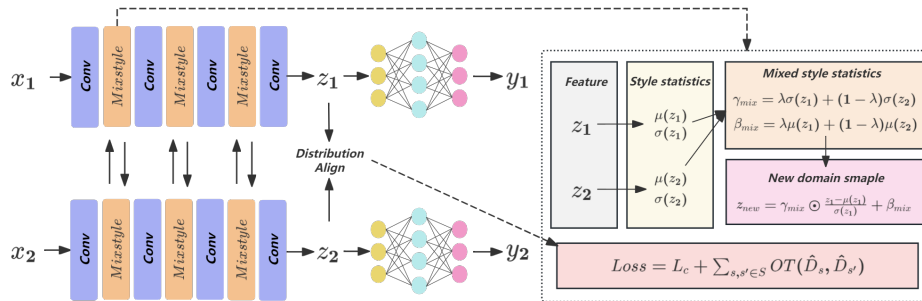 x₁
Conv
Mixstyle
Conv
Mixstyle
Conv
Mixstyle
Conv
z₁
y₁
Distribution
Align
x₂
Conv
Mixstyle
Conv
Mixstyle
Conv
Mixstyle
Conv
z₂
y₂
Feature
z₁
z₂
Style statistics
μ(z₁)
σ(z₁)
μ(z₂)
σ(z₂)
Mixed style statistics
γ_mix = λσ(z₁) + (1 − λ)σ(z₂)
β_mix = λμ(z₁) + (1 − λ)μ(z₂)
New domain smaple
z_new = γ_mix ⊙ (z₁−μ(z₁))/σ(z₁) + β_mix
Loss = L_c + ∑_{s,s′∈S} OT(D̂_s, D̂_{s′})